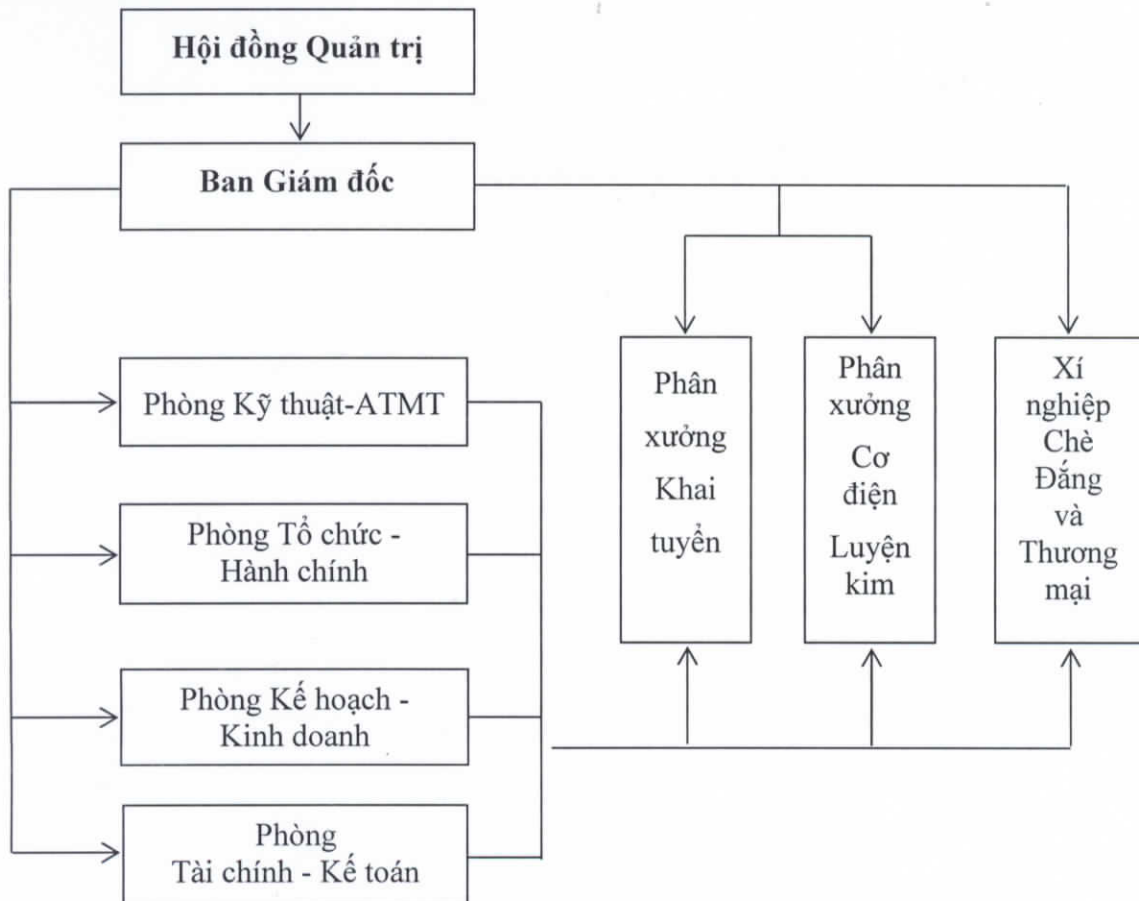 Hội đồng Quản trị
Ban Giám đốc
Phòng Kỹ thuật-ATMT
Phòng Tổ chức -
Hành chính
Phòng Kế hoạch -
Kinh doanh
Phòng
Tài chính - Kế toán
Phân
xưởng
Khai
tuyển
Phân
xưởng
Cơ
điện
Luyện
kim
Xí
nghiệp
Chè
Đắng
và
Thương
mại